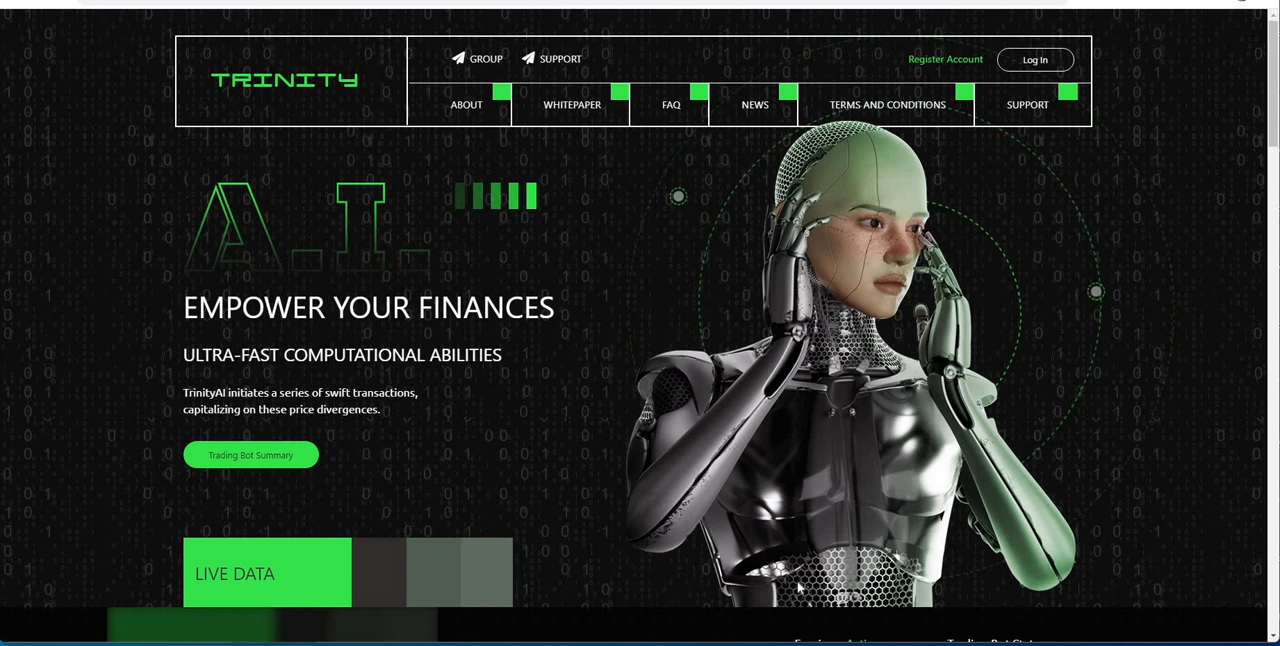 TRINITY
GROUP
SUPPORT
Register Account
Log In
ABOUT
WHITEPAPER
FAQ
NEWS
TERMS AND CONDITIONS
SUPPORT
A.I.
EMPOWER YOUR FINANCES
ULTRA-FAST COMPUTATIONAL ABILITIES
TrinityAI initiates a series of swift transactions,
capitalizing on these price divergences.
Trading Bot Summary
LIVE DATA